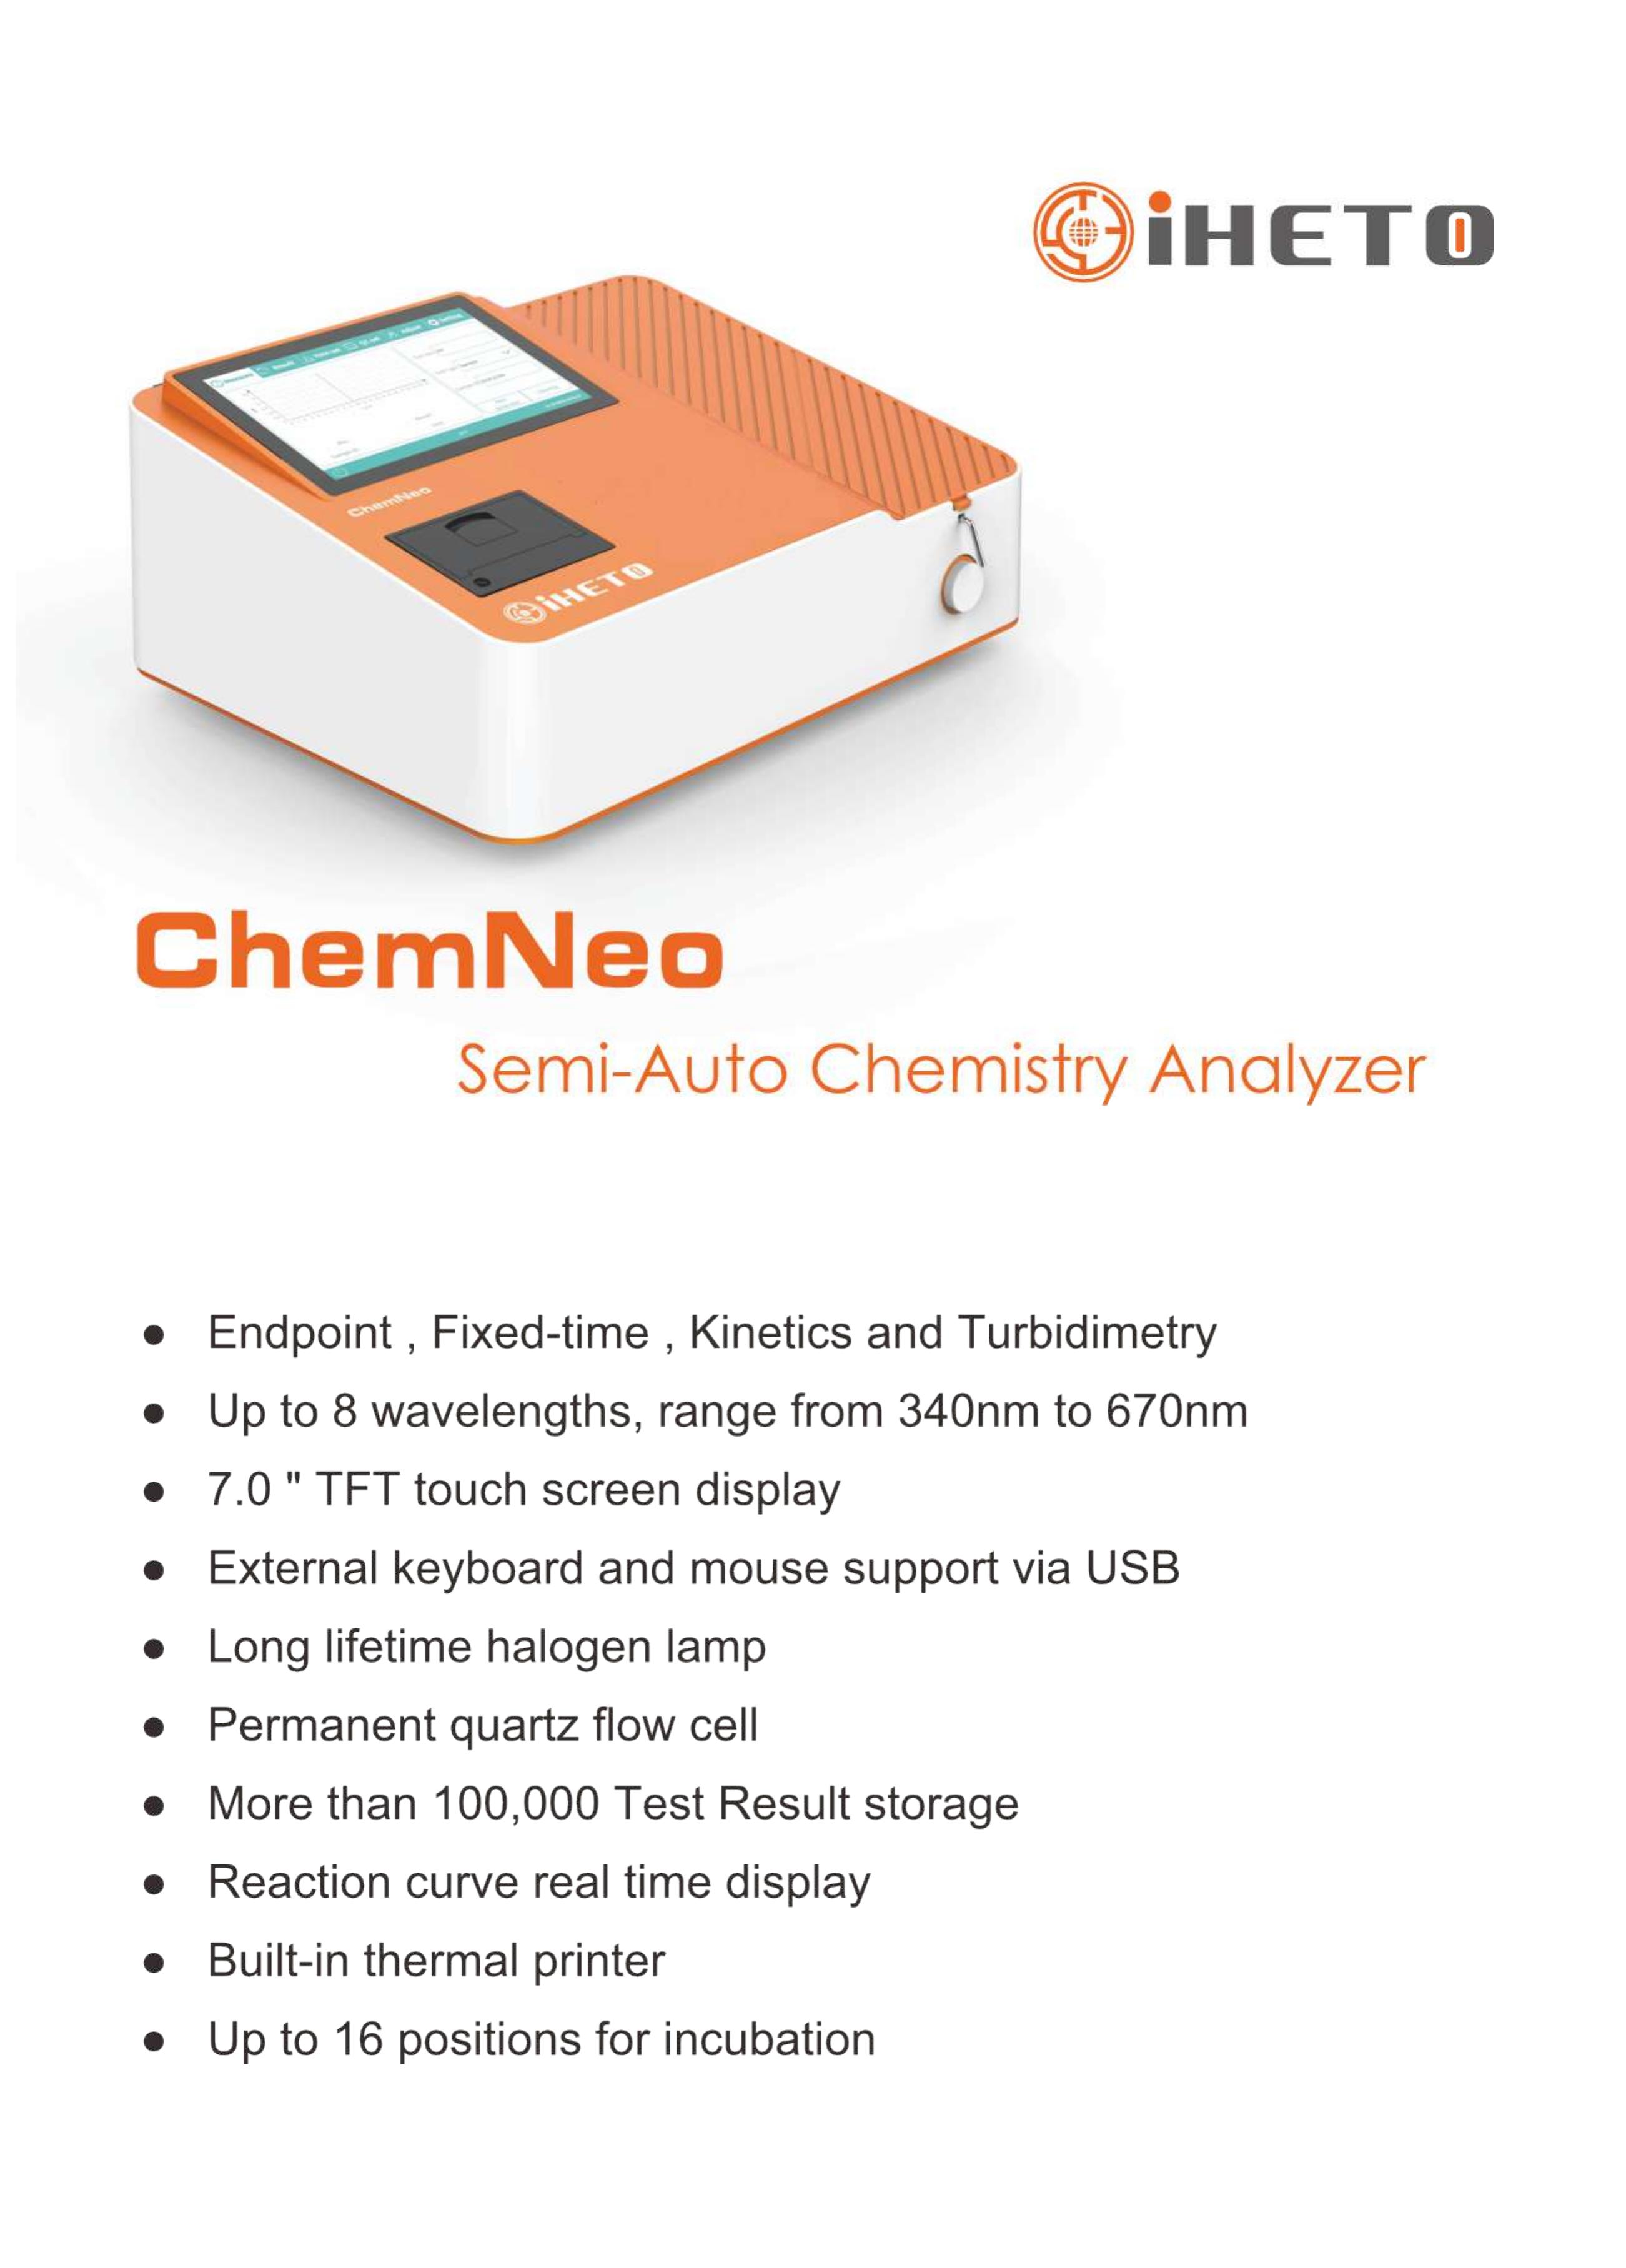 iHETO
ChemNeo
iHETO
ChemNeo
Semi-Auto Chemistry Analyzer
● Endpoint , Fixed-time , Kinetics and Turbidimetry
● Up to 8 wavelengths, range from 340nm to 670nm
● 7.0 " TFT touch screen display
● External keyboard and mouse support via USB
● Long lifetime halogen lamp
● Permanent quartz flow cell
● More than 100,000 Test Result storage
● Reaction curve real time display
● Built-in thermal printer
● Up to 16 positions for incubation